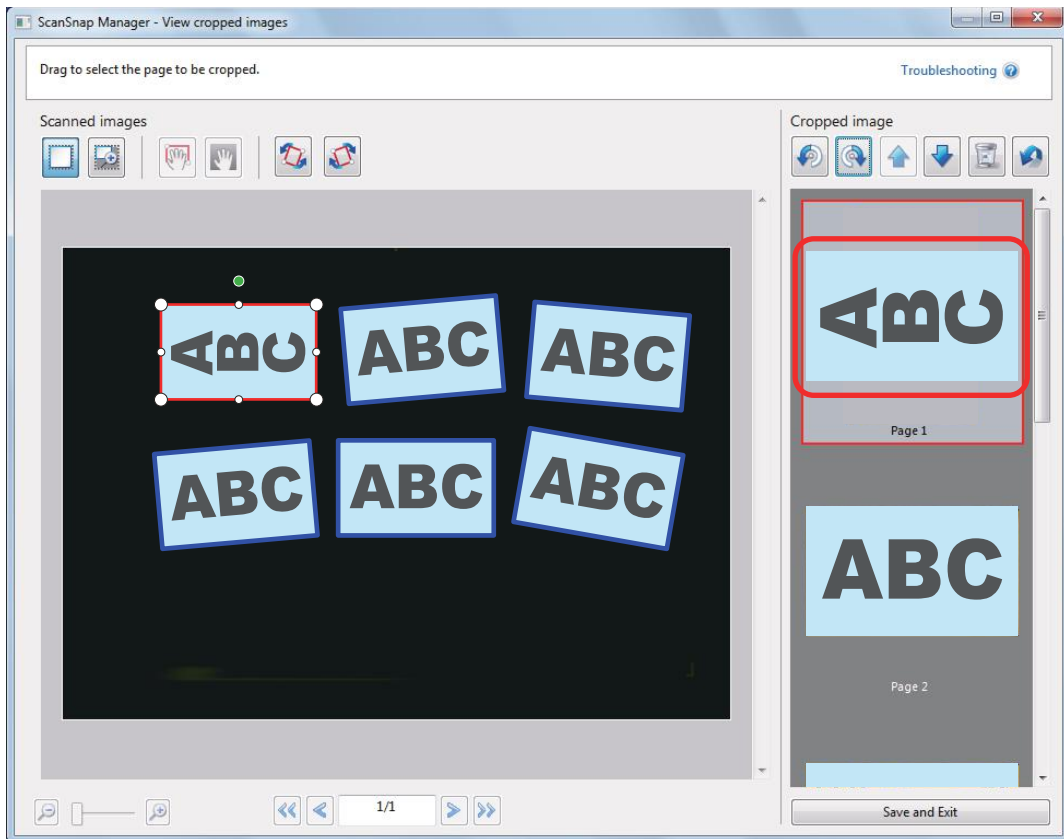 ScanSnap Manager - View cropped images
Drag to select the page to be cropped.
Troubleshooting
Scanned images
Cropped image
ABC
ABC
ABC
ABC
ABC
ABC
1/1
ABC
Page 1
ABC
Page 2
Save and Exit